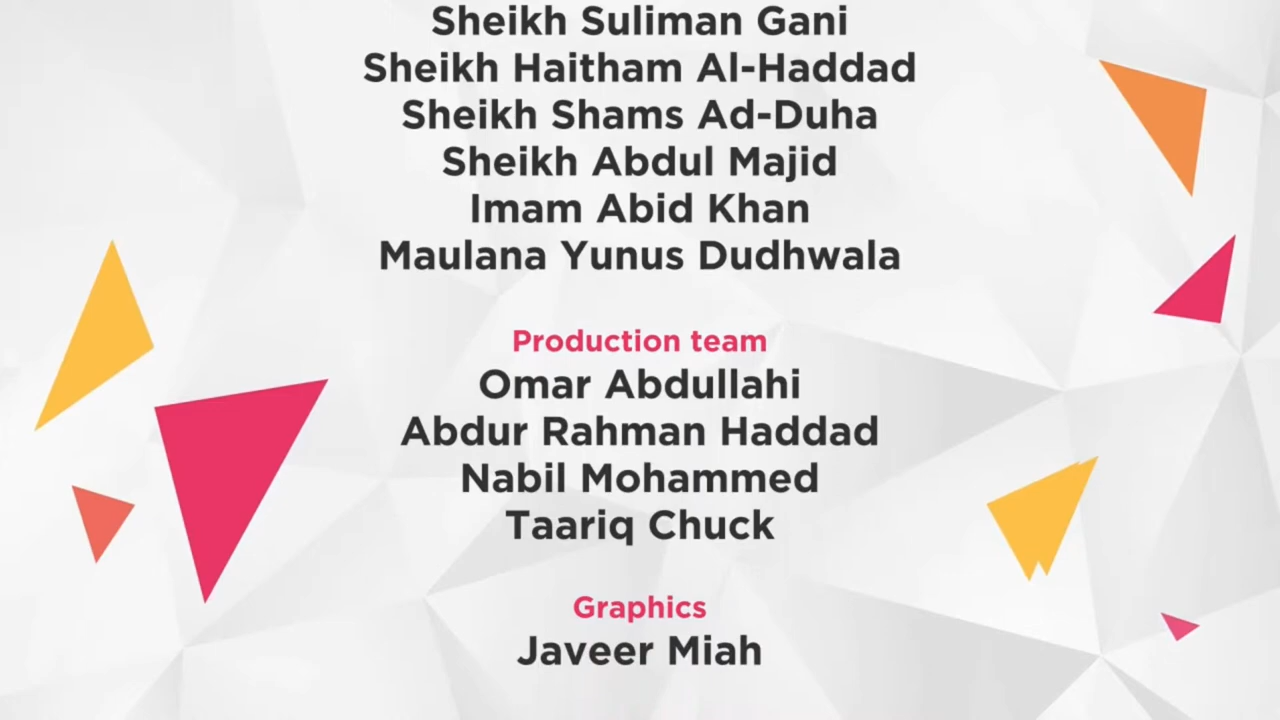 Sheikh Suliman Gani
Sheikh Haitham Al-Haddad
Sheikh Shams Ad-Duha
Sheikh Abdul Majid
Imam Abid Khan
Maulana Yunus Dudhwala
Production team
Omar Abdullahi
Abdur Rahman Haddad
Nabil Mohammed
Taariq Chuck
Graphics
Javeer Miah